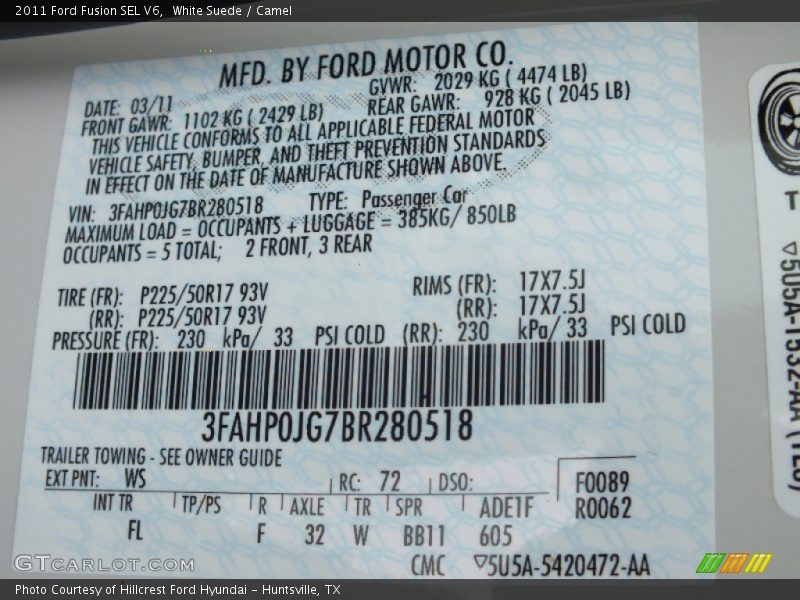 2011 Ford Fusion SEL V6, White Suede / Camel
MFD. BY FORD MOTOR CO.
DATE: 03/11 GVWR: 2029 KG ( 4474 LB)
FRONT GAWR: 1102 KG ( 2429 LB) REAR GAWR: 928 KG ( 2045 LB)
THIS VEHICLE CONFORMS TO ALL APPLICABLE FEDERAL MOTOR
VEHICLE SAFETY, BUMPER, AND THEFT PREVENTION STANDARDS
IN EFFECT ON THE DATE OF MANUFACTURE SHOWN ABOVE.
VIN: 3FAHP0JG7BR280518 TYPE: Passenger Car
MAXIMUM LOAD = OCCUPANTS + LUGGAGE = 385KG/ 850LB
OCCUPANTS = 5 TOTAL; 2 FRONT, 3 REAR
TIRE (FR): P225/50R17 93V RIMS (FR): 17X7.5J
(RR): P225/50R17 93V (RR): 17X7.5J
PRESSURE (FR): 230 kPa/ 33 PSI COLD (RR): 230 kPa/ 33 PSI COLD
3FAHP0JG7BR280518
TRAILER TOWING - SEE OWNER GUIDE
EXT PNT: WS RC: 72 DSO: F0089
INT TR TP/PS R AXLE TR SPR ADE1F R0062
FL F 32 W BB11 605
CMC ▽5U5A-5420472-AA
T
▽5U5A-1532-AA
GTCARLOT.COM
Photo Courtesy of Hillcrest Ford Hyundai – Huntsville, TX